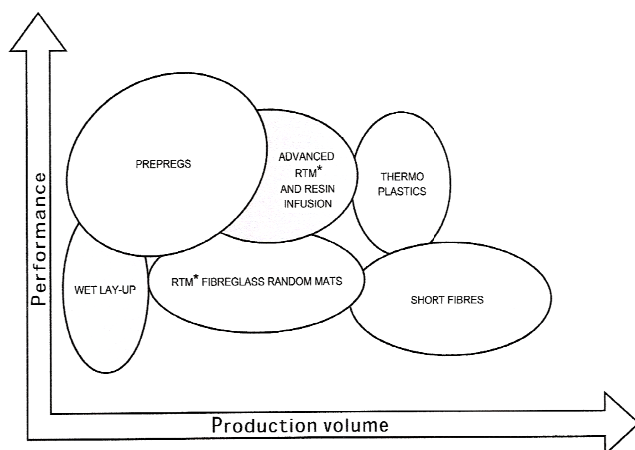 Performance
PREPREGS
ADVANCED
RTM*
AND RESIN
INFUSION
THERMO
PLASTICS
WET LAY-UP
RTM* FIBREGLASS RANDOM MATS
SHORT FIBRES
Production volume